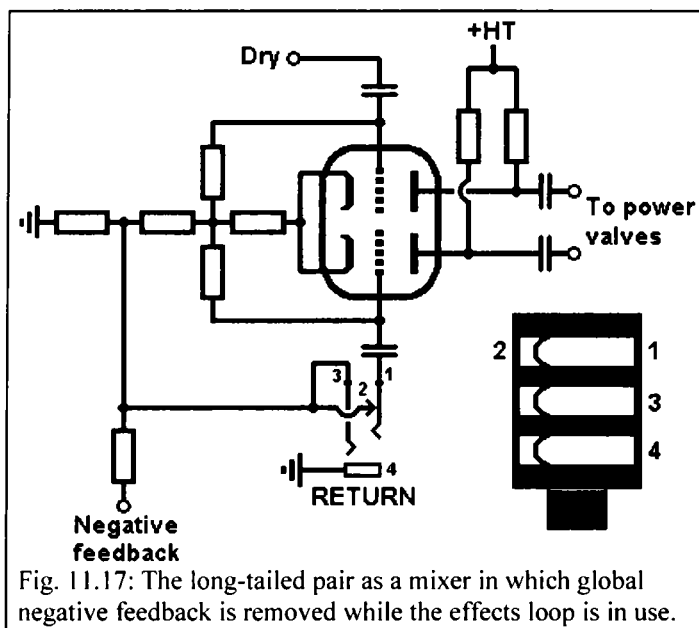 +HT
Dry
To power
valves
2
1
3
4
3
2
1
4
RETURN
Negative
feedback
Fig. 11.17: The long-tailed pair as a mixer in which global
negative feedback is removed while the effects loop is in use.